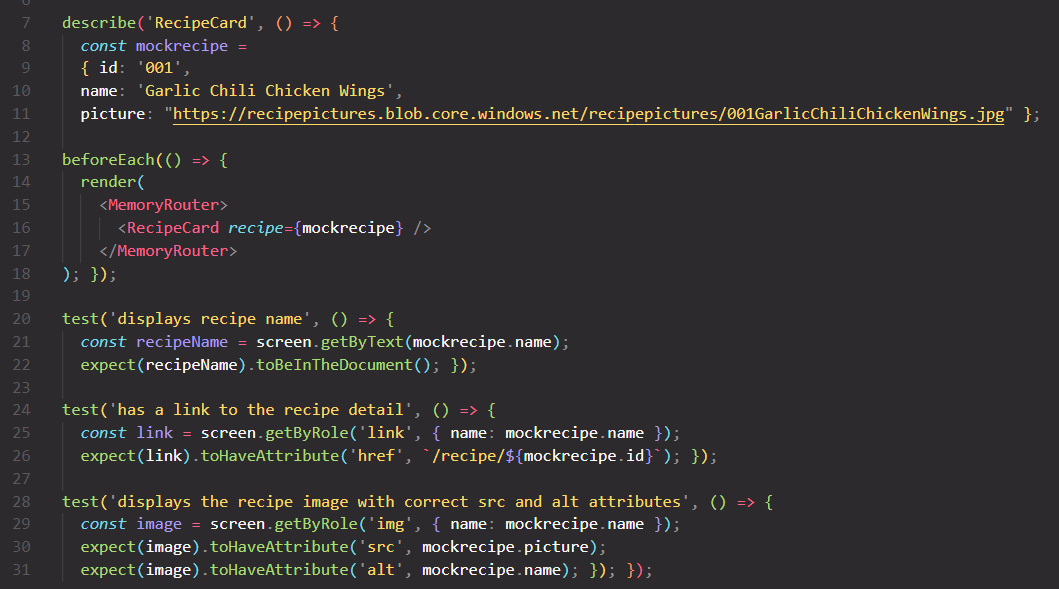 7 describe('RecipeCard', () => {
8 const mockrecipe =
9 { id: '001',
10 name: 'Garlic Chili Chicken Wings',
11 picture: "https://recipepictures.blob.core.windows.net/recipepictures/001GarlicChiliChickenWings.jpg" };
12
13 beforeEach(() => {
14 render(
15 <MemoryRouter>
16 <RecipeCard recipe={mockrecipe} />
17 </MemoryRouter>
18 ); });
19
20 test('displays recipe name', () => {
21 const recipeName = screen.getByText(mockrecipe.name);
22 expect(recipeName).toBeInTheDocument(); });
23
24 test('has a link to the recipe detail', () => {
25 const link = screen.getByRole('link', { name: mockrecipe.name });
26 expect(link).toHaveAttribute('href', `/recipe/${mockrecipe.id}`); });
27
28 test('displays the recipe image with correct src and alt attributes', () => {
29 const image = screen.getByRole('img', { name: mockrecipe.name });
30 expect(image).toHaveAttribute('src', mockrecipe.picture);
31 expect(image).toHaveAttribute('alt', mockrecipe.name); }); });